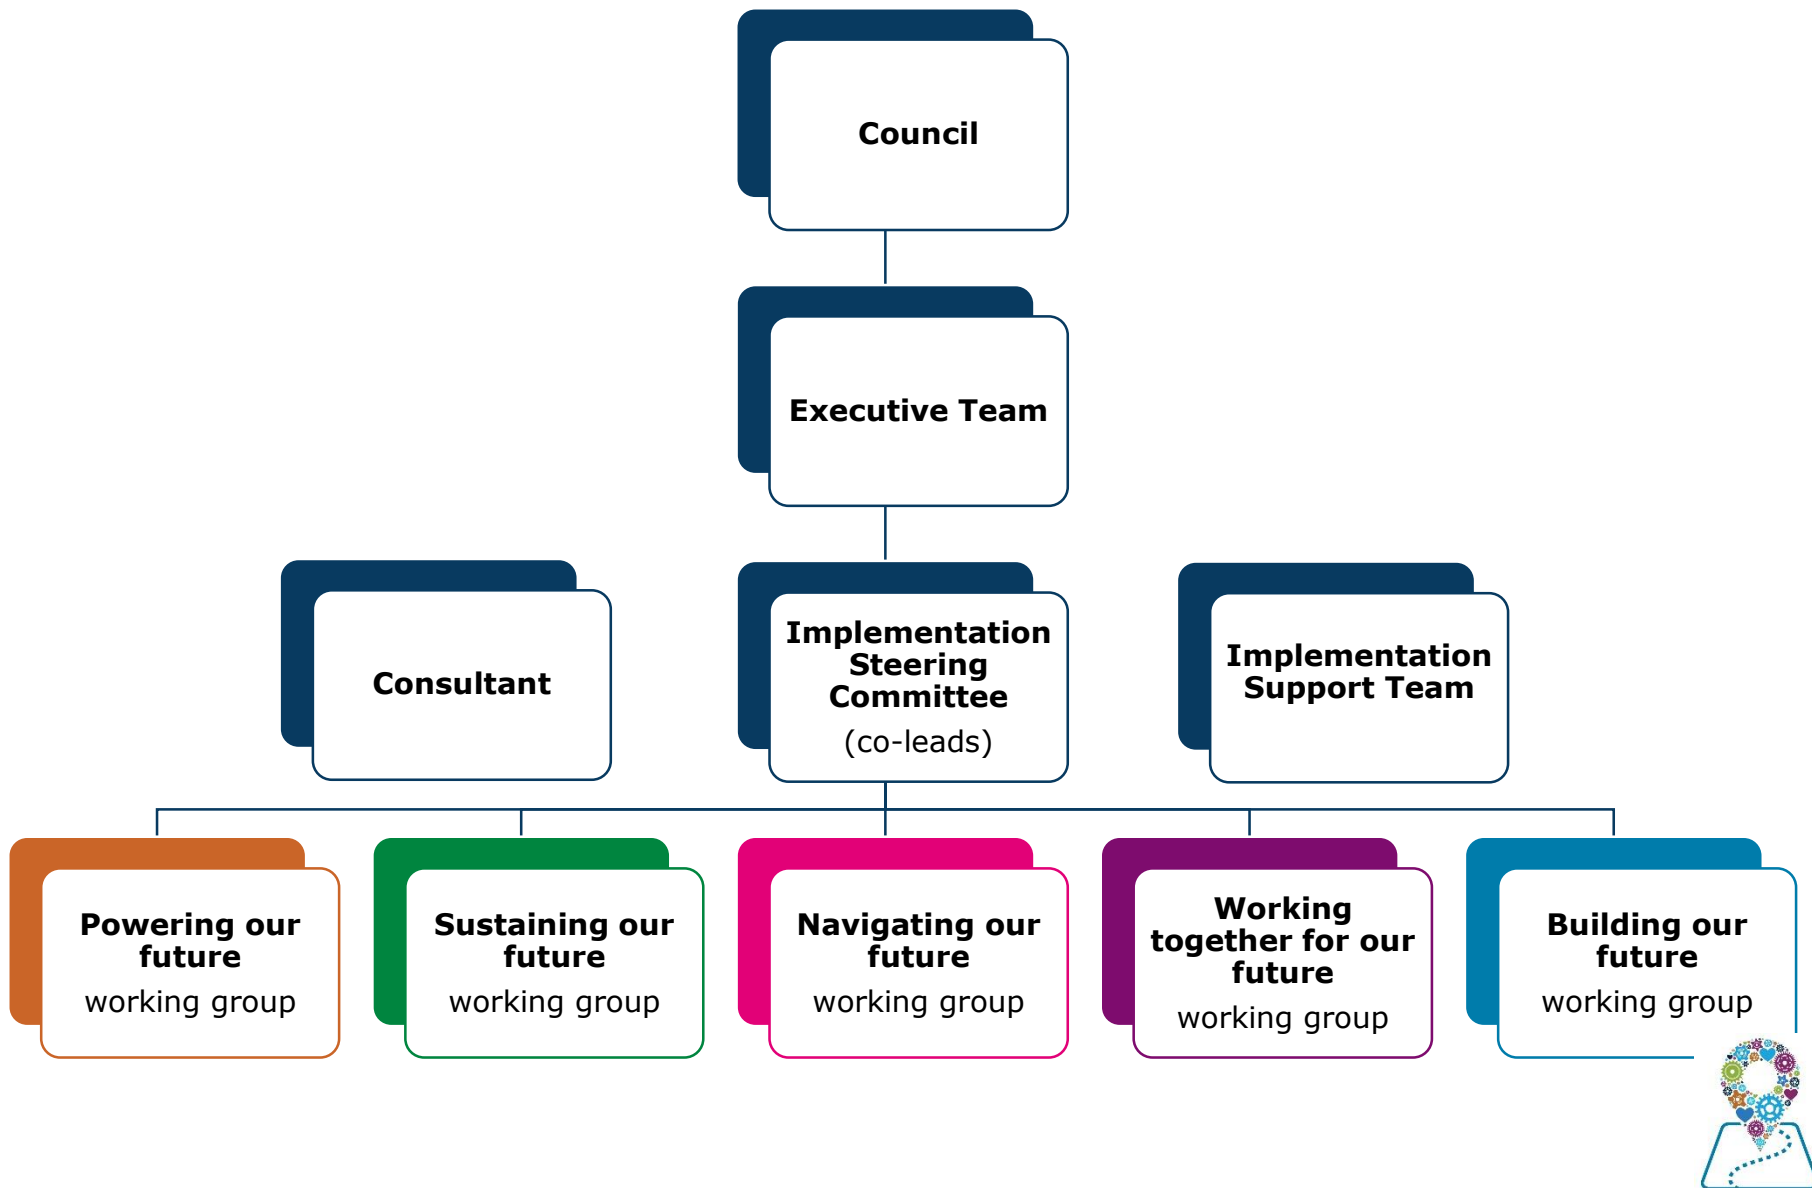 Council
Executive Team
Consultant
Implementation
Steering
Committee
(co-leads)
Implementation
Support Team
Powering our
future
working group
Sustaining our
future
working group
Navigating our
future
working group
Working
together for our
future
working group
Building our
future
working group